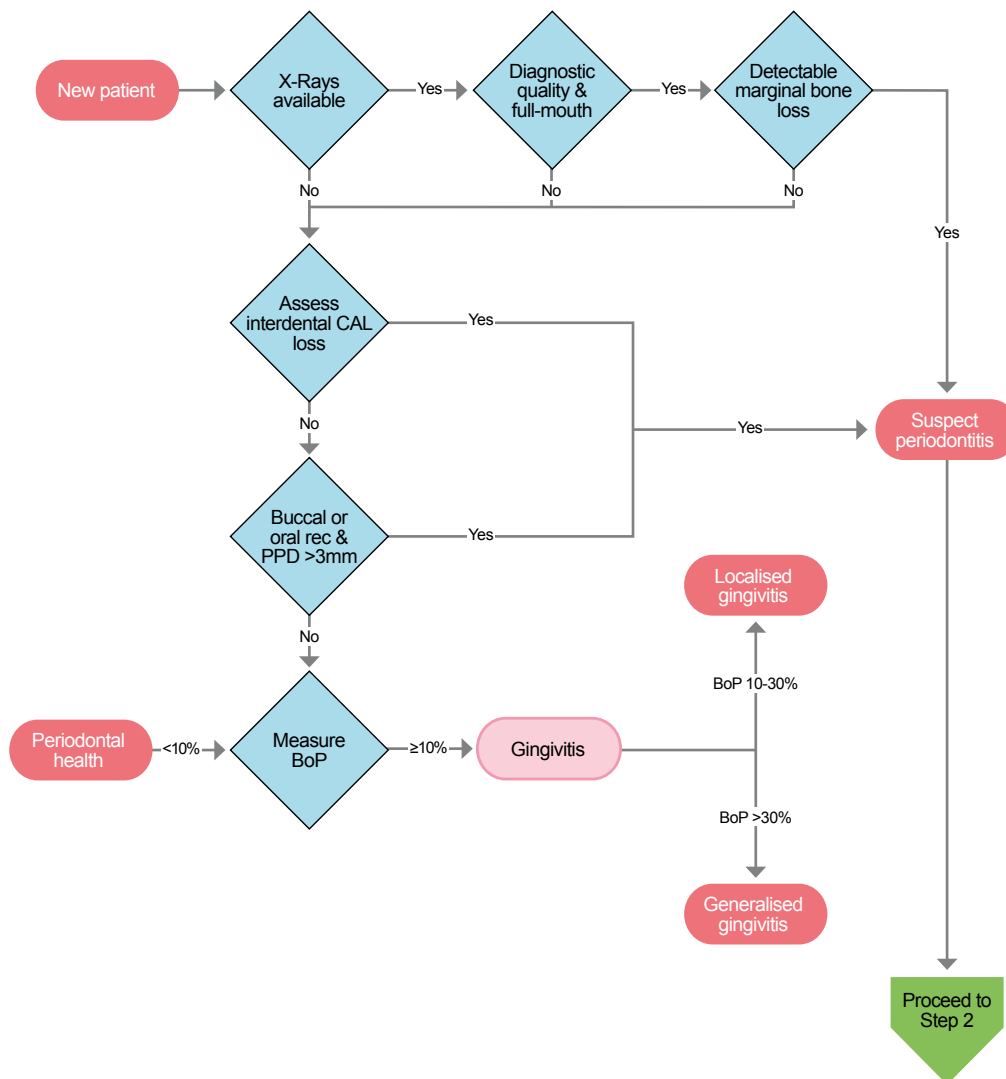 New patient
X-Rays
available
Yes
Diagnostic
quality &
full-mouth
Yes
Detectable
marginal bone
loss
No
No
No
Yes
Assess
interdental CAL
loss
Yes
No
Yes
Suspect
periodontitis
Buccal or
oral rec &
PPD >3mm
Yes
Localised
gingivitis
No
BoP 10-30%
Periodontal
health
<10%
Measure
BoP
≥10%
Gingivitis
BoP >30%
Generalised
gingivitis
Proceed to
Step 2